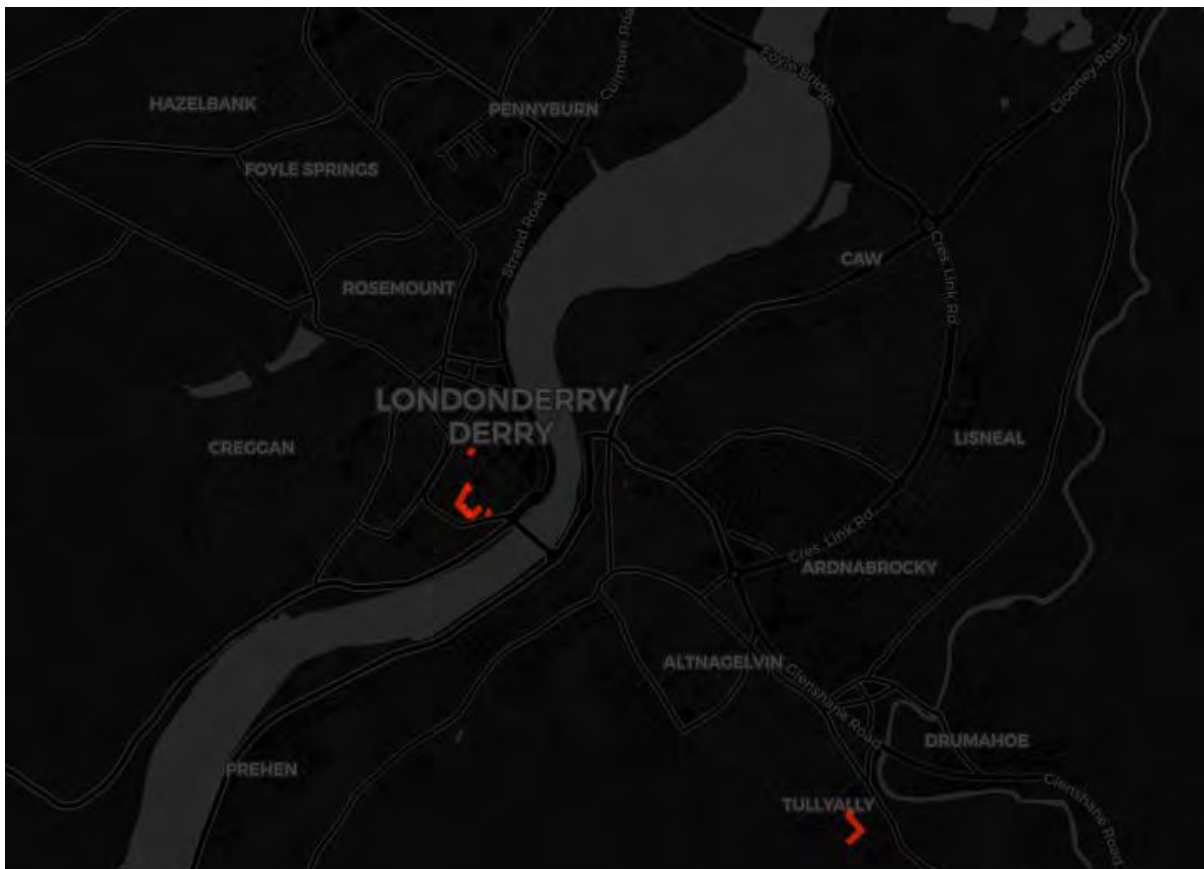 Foyle Bridge
Culmore Road
Clooney Road
HAZELBANK
PENNYBURN
FOYLE SPRINGS
Strand Road
CAW
Cres. Link Rd
ROSEMOUNT
LONDONDERRY/
DERRY
LISNEAL
CREGGAN
Cres. Link Rd
ARDNABROCKY
ALTNAGELVIN
Glenshane Road
DRUMAHOE
PREHEN
TULLYALLY
Glenshane Road